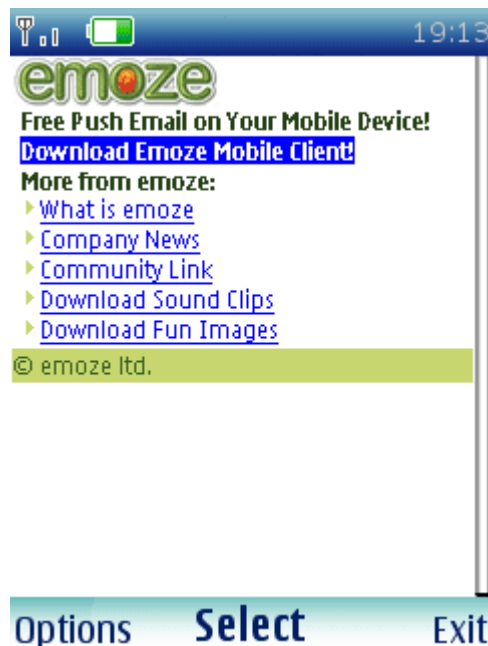 19:13
emoze
Free Push Email on Your Mobile Device!
Download Emoze Mobile Client!
More from emoze:
What is emoze
Company News
Community Link
Download Sound Clips
Download Fun Images
© emoze ltd.
Options Select Exit